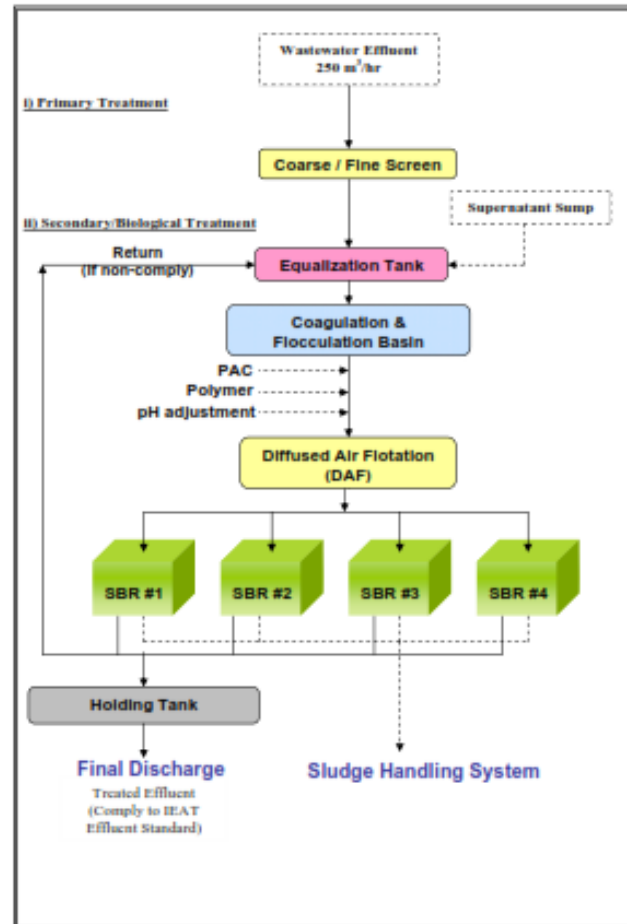 Wastewater Effluent
250 m³/hr
i) Primary Treatment
Coarse / Fine Screen
Supernatant Sump
ii) Secondary/Biological Treatment
Return
(if non-comply)
Equalization Tank
Coagulation &
Flocculation Basin
PAC
Polymer
pH adjustment
Diffused Air Flotation
(DAF)
SBR #1
SBR #2
SBR #3
SBR #4
Holding Tank
Final Discharge
Sludge Handling System
Treated Effluent
(Comply to IEAT
Effluent Standard)